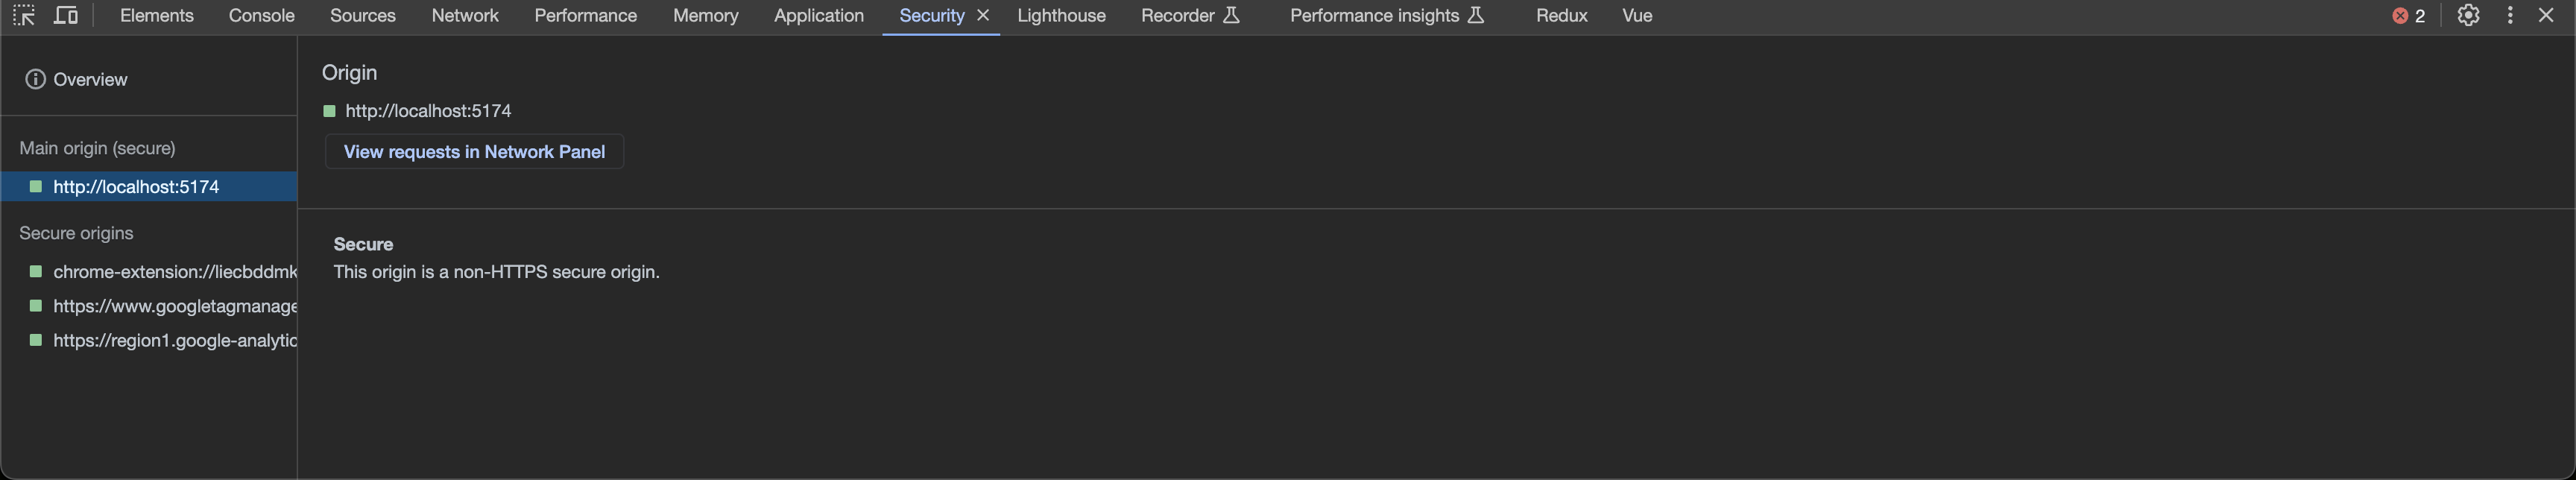 Elements Console Sources Network Performance Memory Application Security Lighthouse Recorder Performance insights Redux Vue 2
Overview
Main origin (secure)
http://localhost:5174
Secure origins
chrome-extension://liecbddmk
https://www.googletagmanage
https://region1.google-analytic
Origin
http://localhost:5174
View requests in Network Panel
Secure
This origin is a non-HTTPS secure origin.